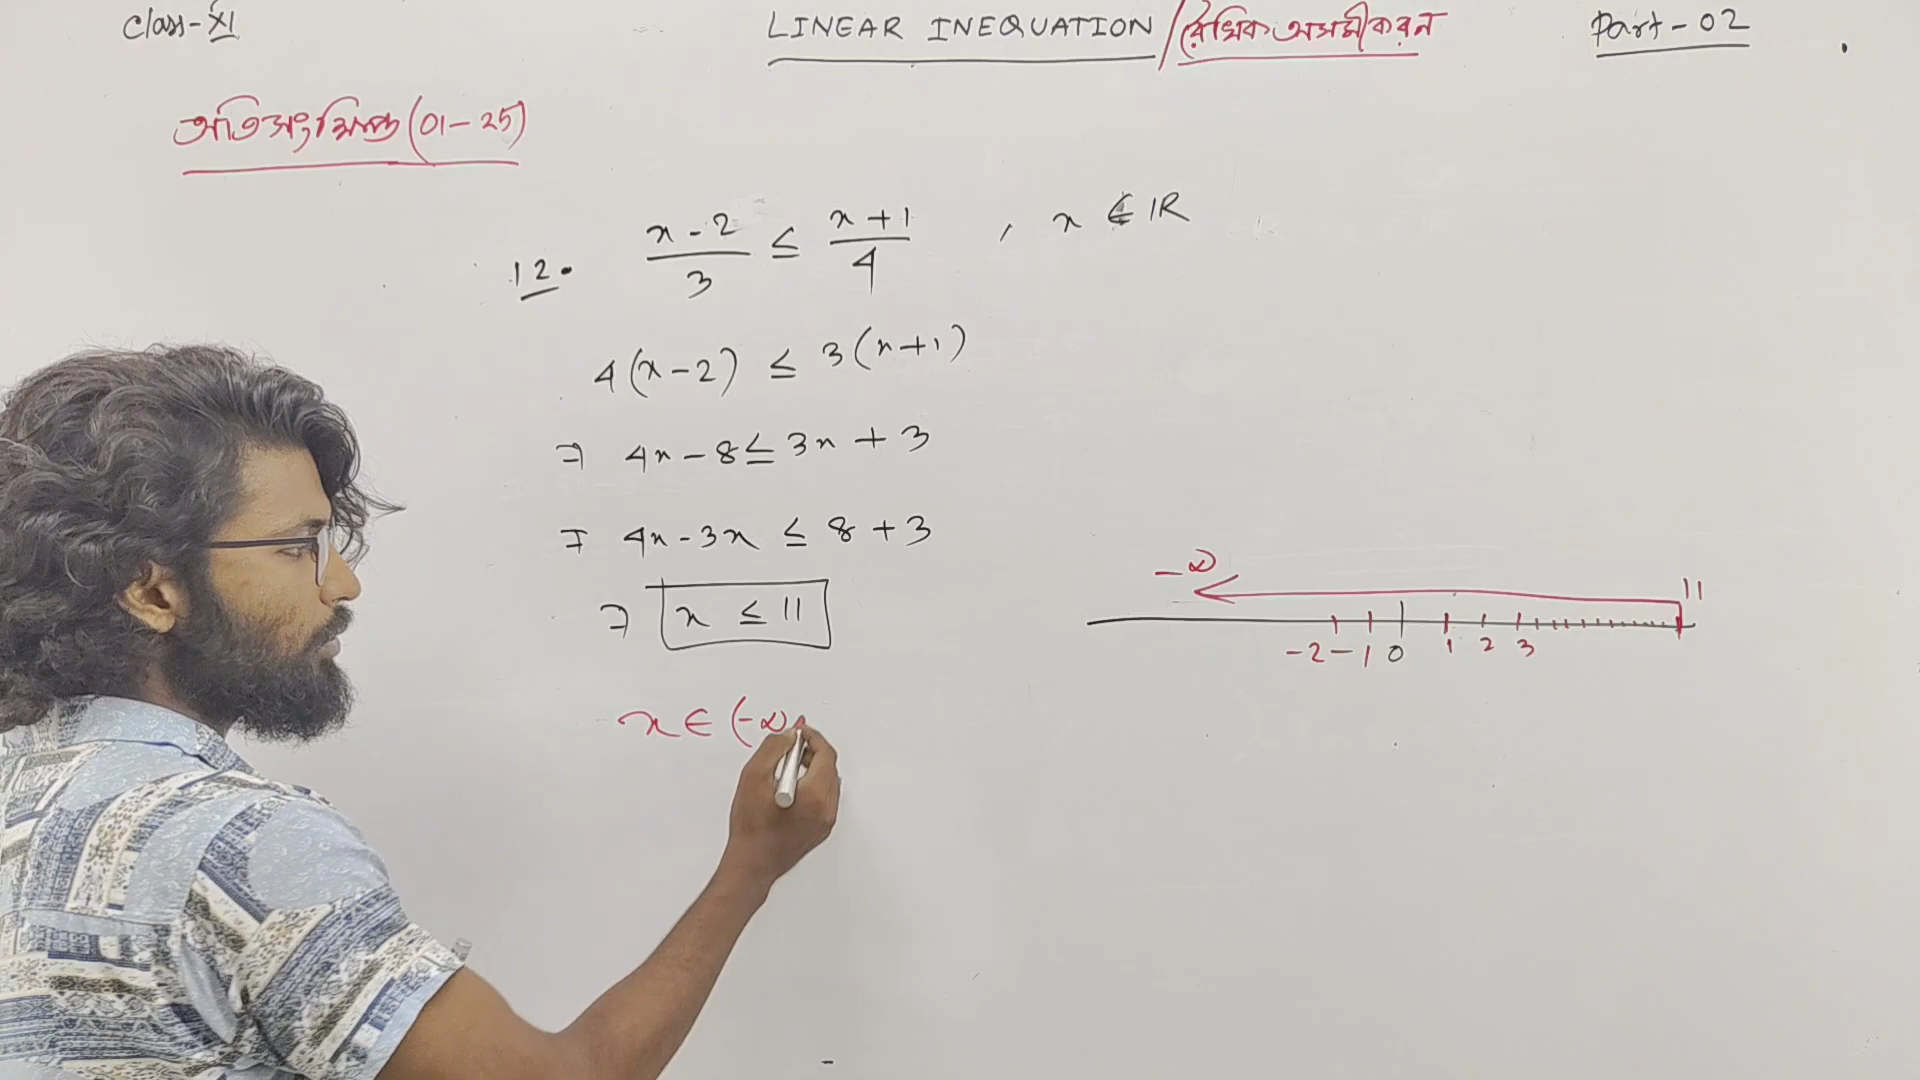 Class-XI
LINEAR INEQUATION/রৈখিক অসমীকরন
Part-02
অতিসংক্ষিপ্ত (01-25)
12. x-2/3 ≤ x+1/4 , x ∈ IR
4(x-2) ≤ 3(x+1)
⇒ 4x-8 ≤ 3x+3
⇒ 4x-3x ≤ 8+3
⇒ x ≤ 11
x ∈ (-∞,
-∞ 11
-2 -1 0 1 2 3